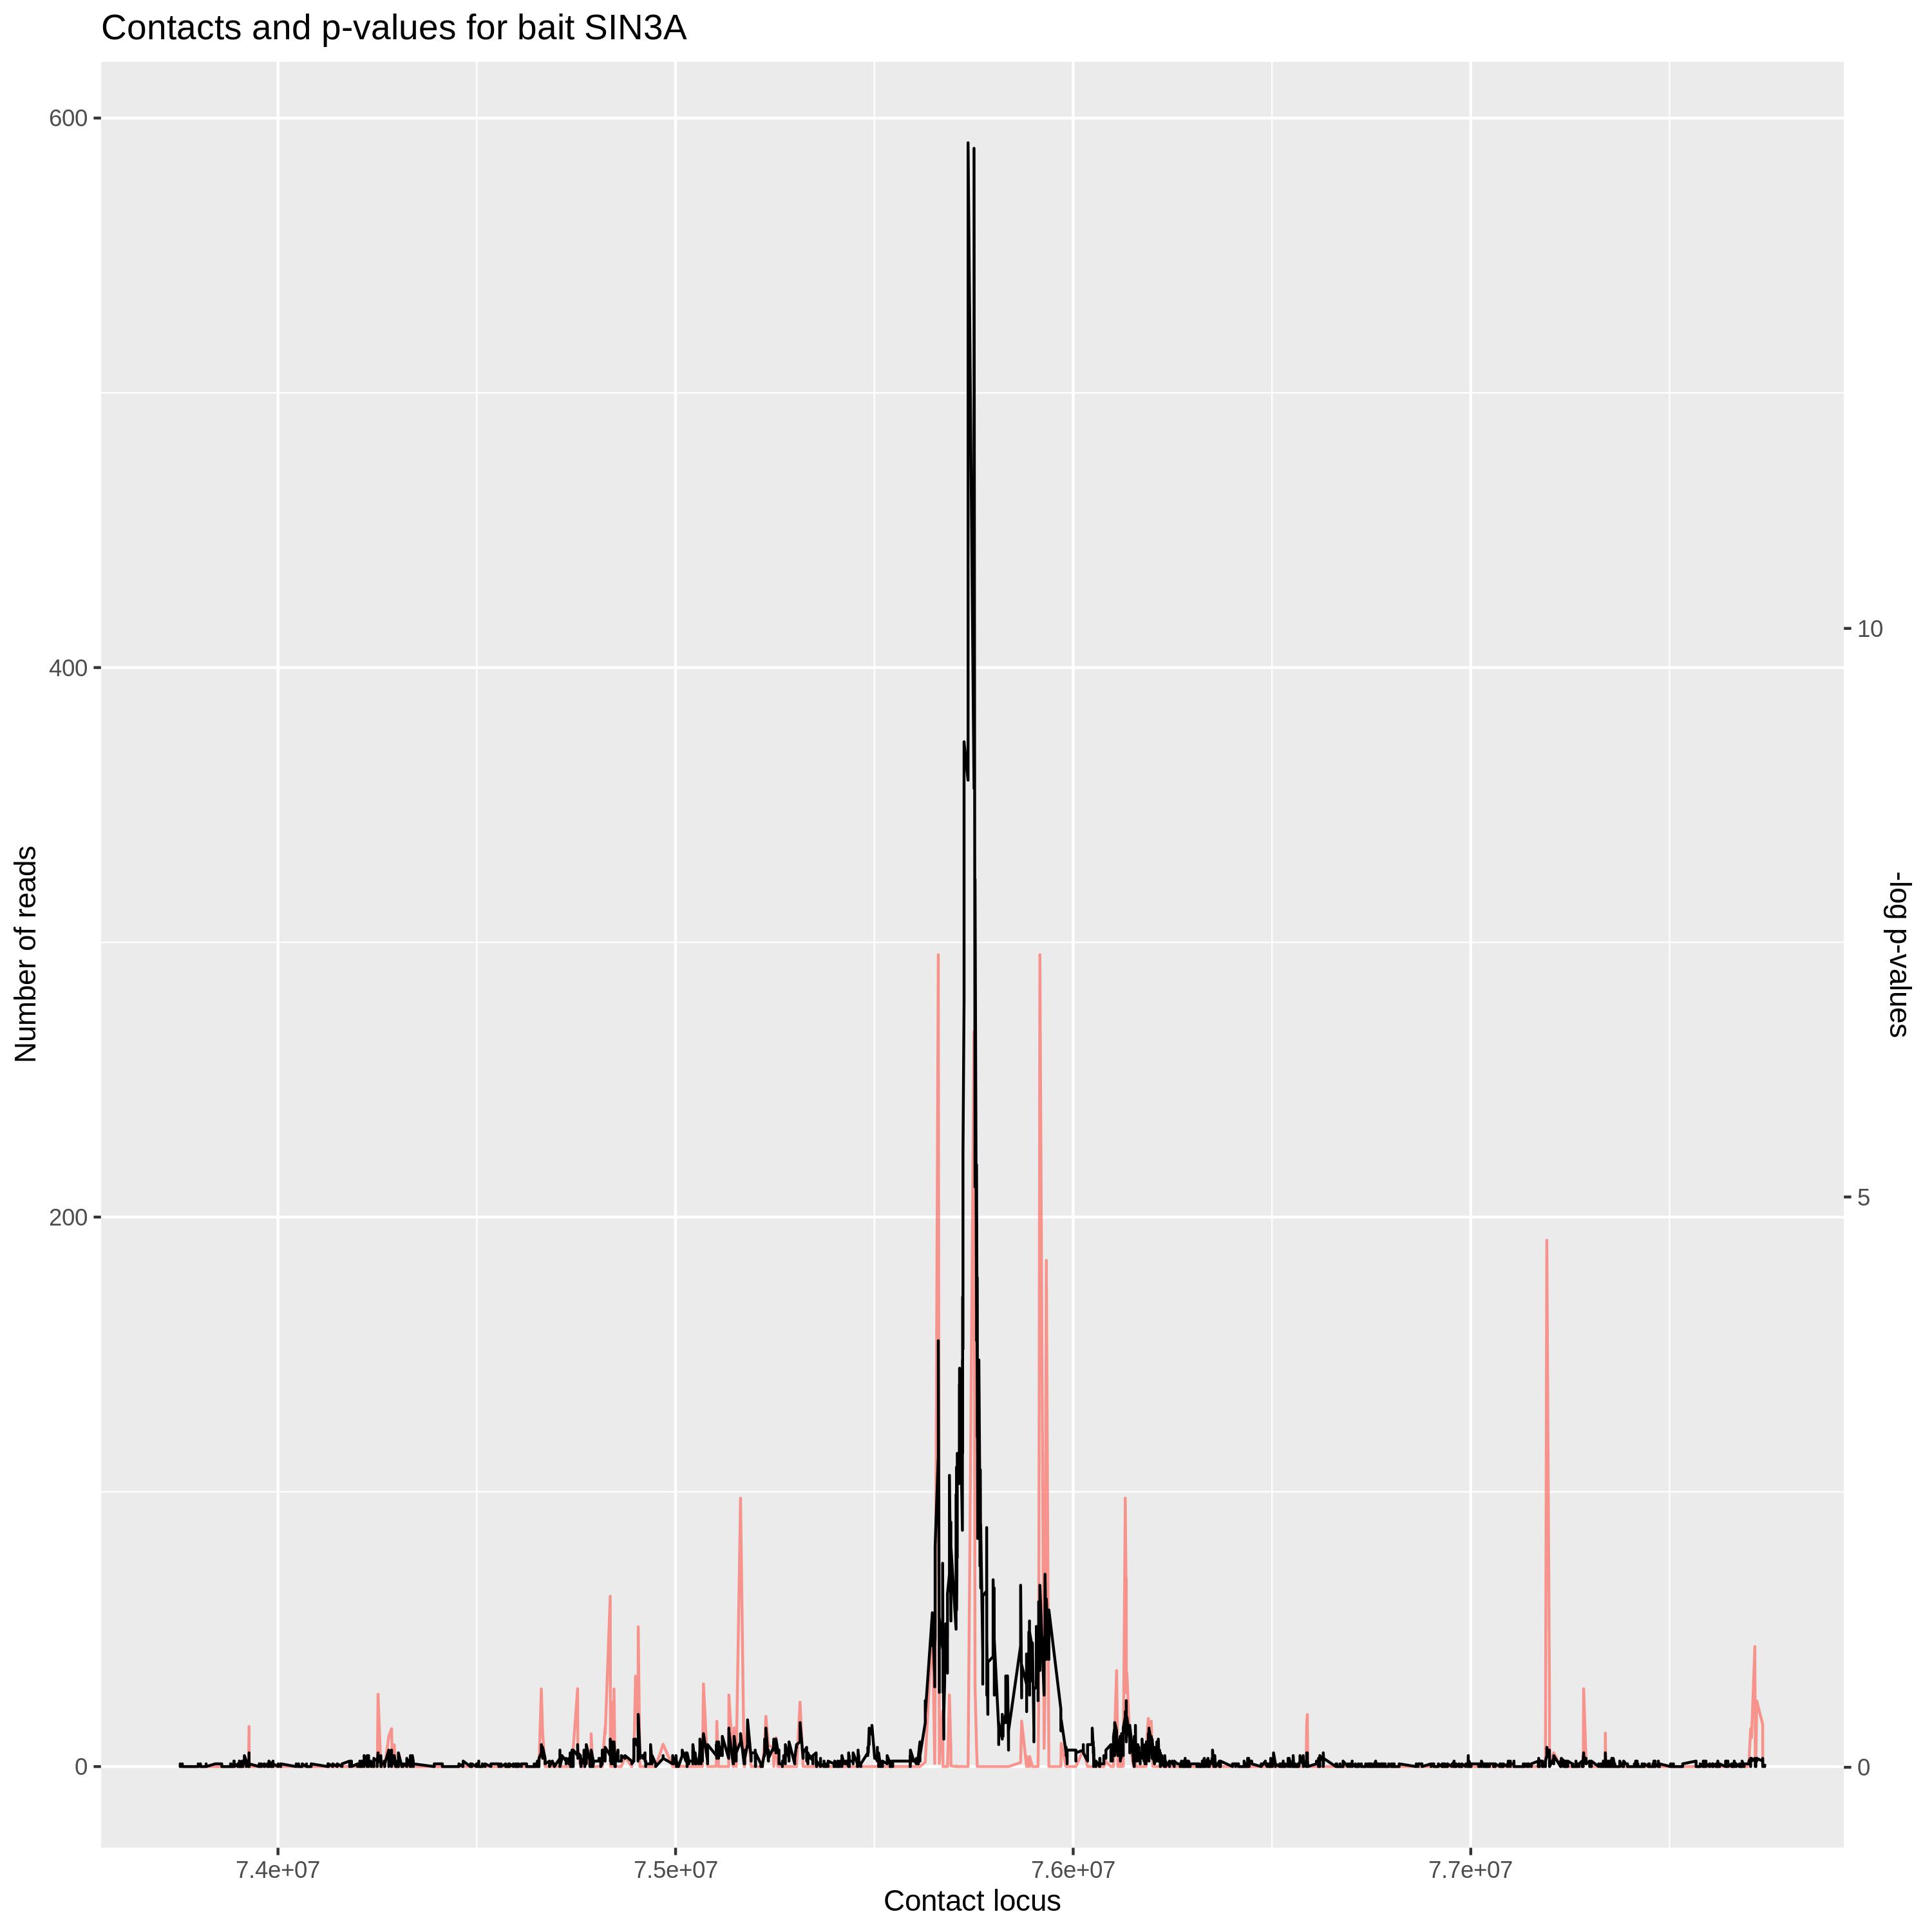 Contacts and p-values for bait SIN3A
600
400
200
0
Number of reads
10
5
0
-log p-values
7.4e+07 7.5e+07 7.6e+07 7.7e+07
Contact locus